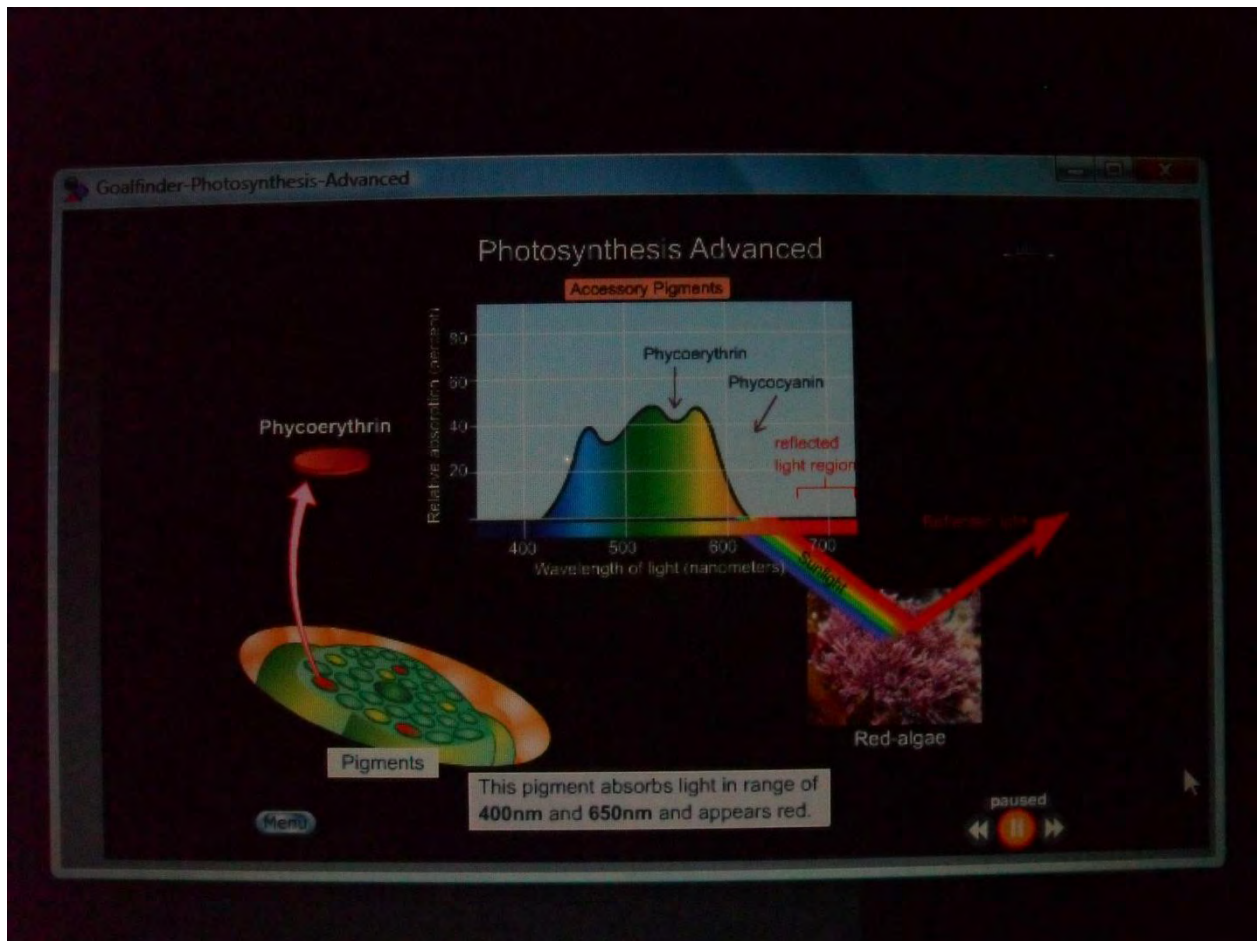 Goalfinder-Photosynthesis-Advanced
Photosynthesis Advanced
Accessory Pigments
Relative absorption (percent)
80
60
40
20
Phycoerythrin
Phycocyanin
reflected
light region
400
500
600
700
Wavelength of light (nanometers)
Phycoerythrin
Sunlight
Red-algae
Pigments
This pigment absorbs light in range of
400nm and 650nm and appears red.
Menu
paused